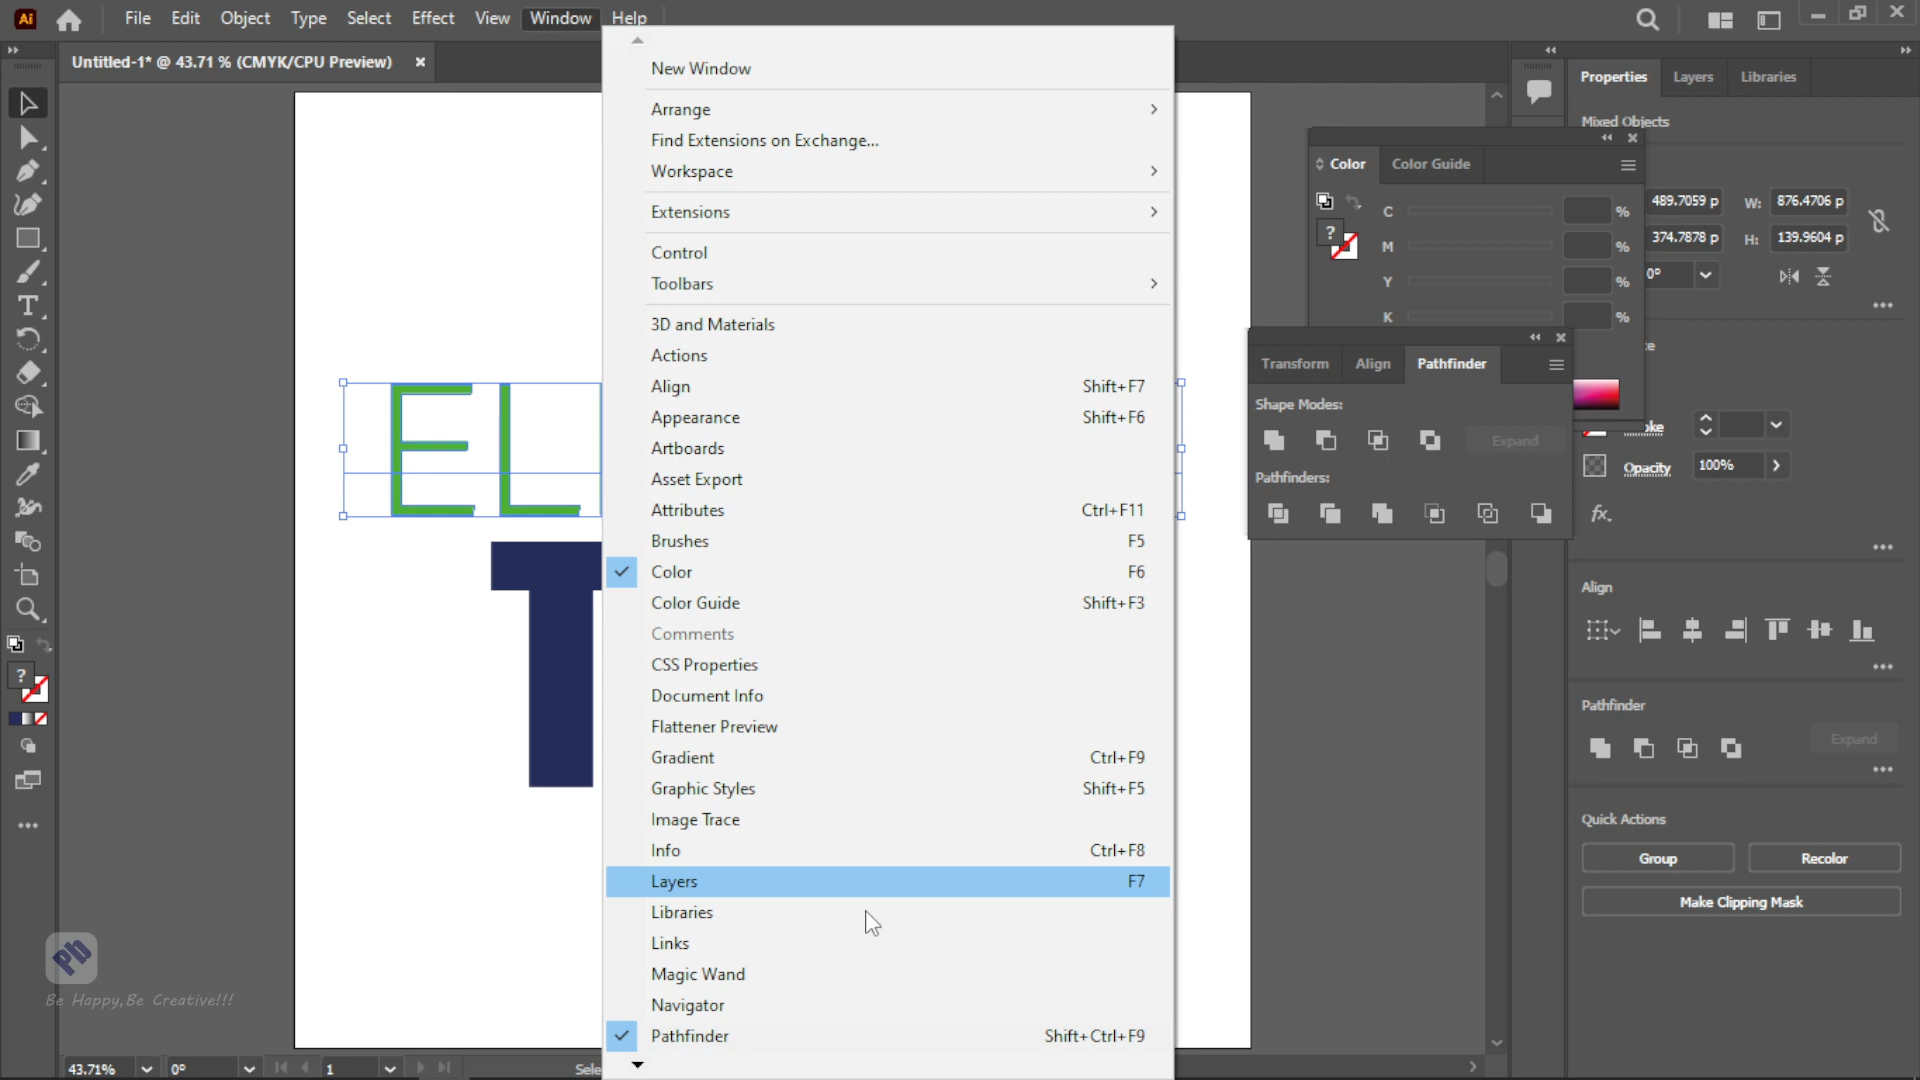 Ai File Edit Object Type Select Effect View Window Help
Untitled-1* @ 43.71 % (CMYK/CPU Preview)
New Window
Arrange
Find Extensions on Exchange...
Workspace
Extensions
Control
Toolbars
3D and Materials
Actions
Align Shift+F7
Appearance Shift+F6
Artboards
Asset Export
Attributes Ctrl+F11
Brushes F5
Color F6
Color Guide Shift+F3
Comments
CSS Properties
Document Info
Flattener Preview
Gradient Ctrl+F9
Graphic Styles Shift+F5
Image Trace
Info Ctrl+F8
Layers F7
Libraries
Links
Magic Wand
Navigator
Pathfinder Shift+Ctrl+F9
EL
T
Pb
Be Happy,Be Creative!!!
43.71% 0° 1 Sele
Color Color Guide
? C %
M %
Y %
K %
Transform Align Pathfinder
Shape Modes:
Expand
Pathfinders:
Properties Layers Libraries
Mixed Objects
489.7059 p W: 876.4706 p
374.7878 p H: 139.9604 p
0°
Opacity 100%
fx.
Align
Pathfinder
Expand
Quick Actions
Group Recolor
Make Clipping Mask
?